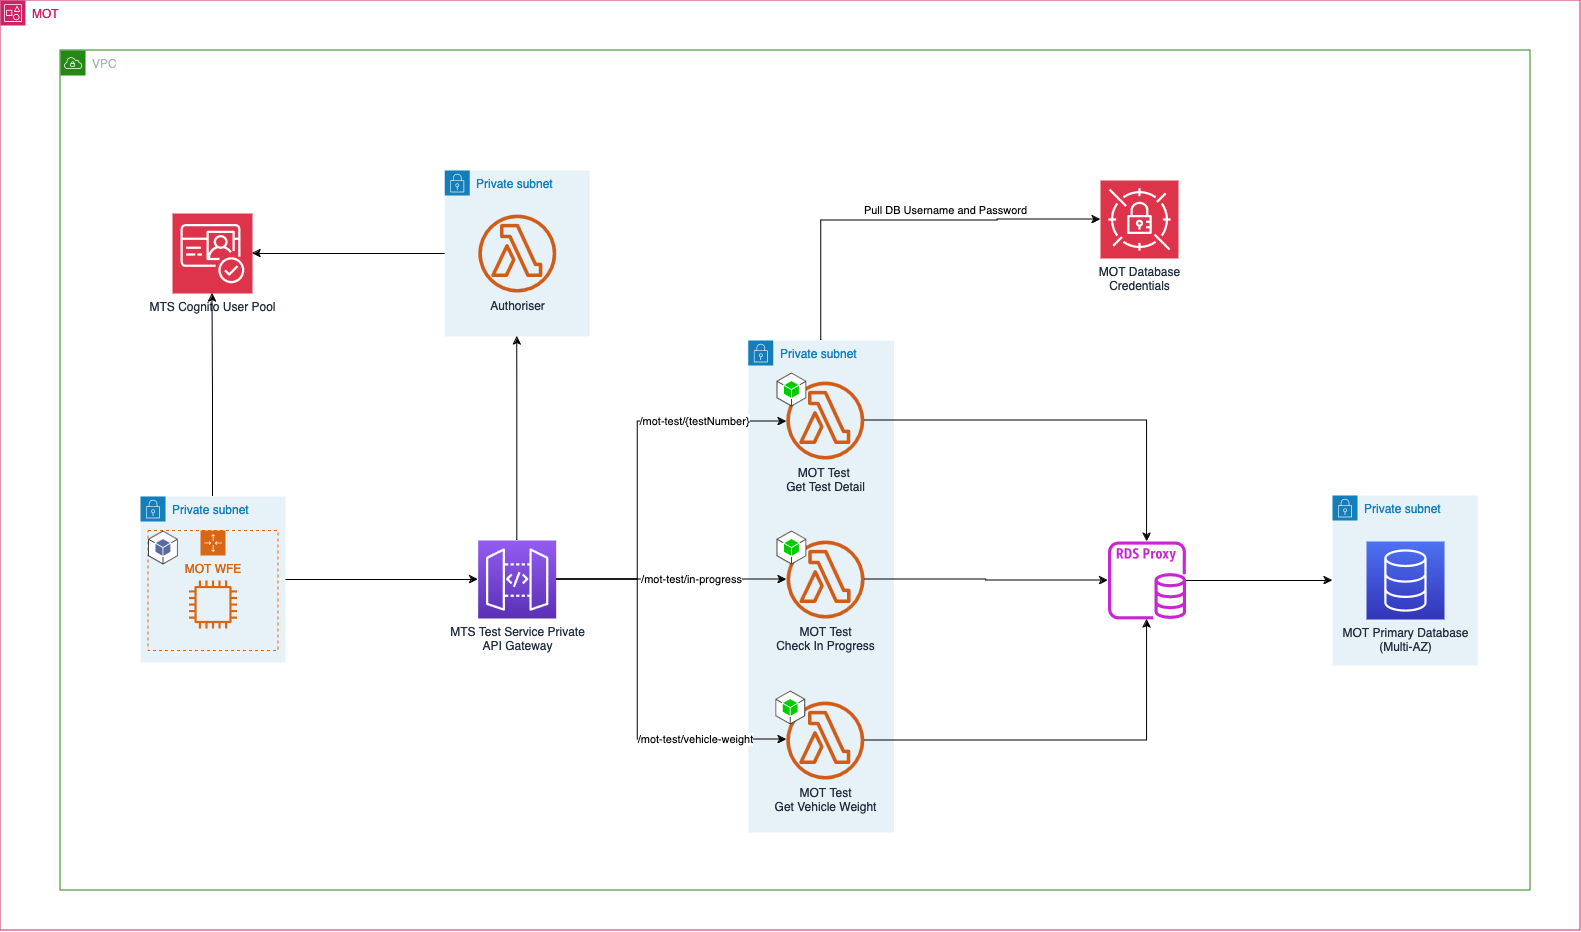 MOT
VPC
Private subnet
Authoriser
MTS Cognito User Pool
Pull DB Username and Password
MOT Database
Credentials
Private subnet
/mot-test/{testNumber}
MOT Test
Get Test Detail
Private subnet
MOT WFE
MTS Test Service Private
API Gateway
/mot-test/in-progress
MOT Test
Check In Progress
RDS Proxy
Private subnet
MOT Primary Database
(Multi-AZ)
/mot-test/vehicle-weight
MOT Test
Get Vehicle Weight